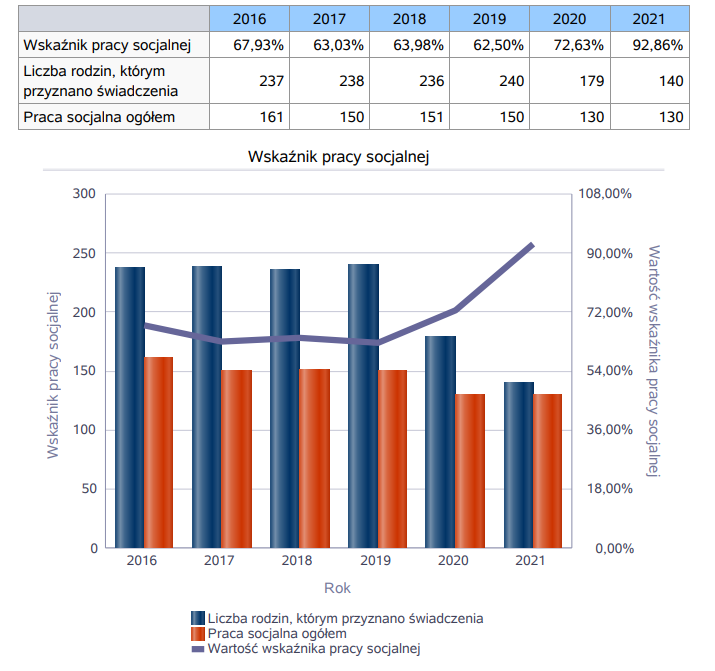 2016 2017 2018 2019 2020 2021
Wskaźnik pracy socjalnej 67,93% 63,03% 63,98% 62,50% 72,63% 92,86%
Liczba rodzin, którym
przyznano świadczenia 237 238 236 240 179 140
Praca socjalna ogółem 161 150 151 150 130 130
Wskaźnik pracy socjalnej
300 108,00%
250 90,00%
200 72,00%
150 54,00%
100 36,00%
50 18,00%
0 0,00%
Wskaźnik pracy socjalnej
Wartość wskaźnika pracy socjalnej
2016 2017 2018 2019 2020 2021
Rok
Liczba rodzin, którym przyznano świadczenia
Praca socjalna ogółem
Wartość wskaźnika pracy socjalnej